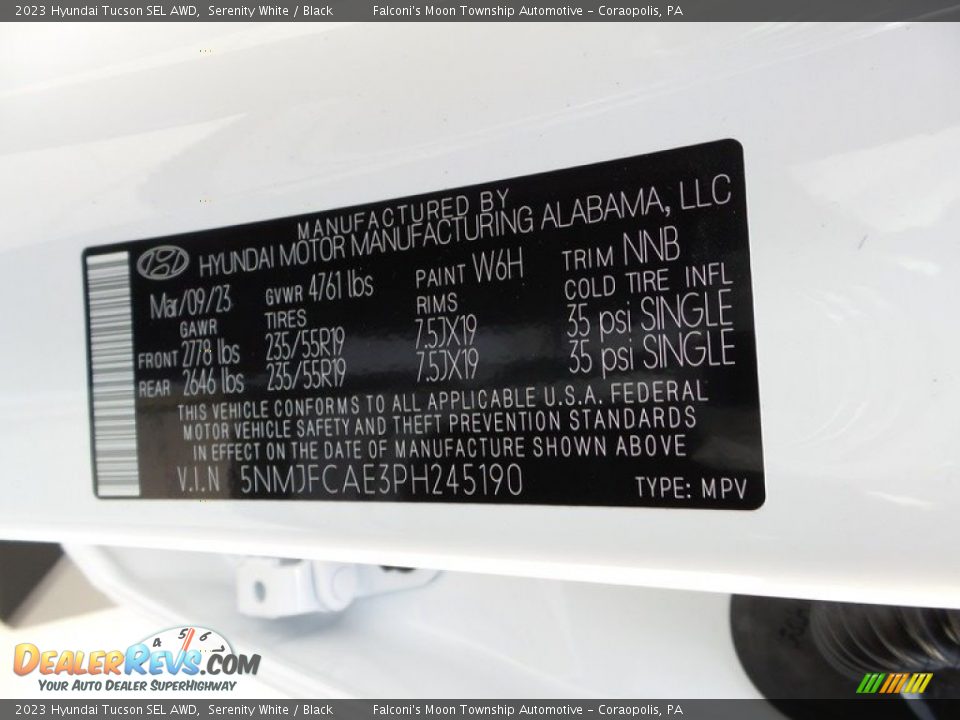 2023 Hyundai Tucson SEL AWD, Serenity White / Black Falconi's Moon Township Automotive - Coraopolis, PA
MANUFACTURED BY
HYUNDAI MOTOR MANUFACTURING ALABAMA, LLC
Mar/09/23 GVWR 4761 lbs PAINT W6H TRIM NNB
GAWR TIRES RIMS COLD TIRE INFL
FRONT 2778 lbs 235/55R19 7.5JX19 35 psi SINGLE
REAR 2646 lbs 235/55R19 7.5JX19 35 psi SINGLE
THIS VEHICLE CONFORMS TO ALL APPLICABLE U.S.A. FEDERAL
MOTOR VEHICLE SAFETY AND THEFT PREVENTION STANDARDS
IN EFFECT ON THE DATE OF MANUFACTURE SHOWN ABOVE
V.I.N 5NMJFCAE3PH245190 TYPE: MPV
4 5 6
DEALERREVS.COM
YOUR AUTO DEALER SUPERHIGHWAY
2023 Hyundai Tucson SEL AWD, Serenity White / Black Falconi's Moon Township Automotive - Coraopolis, PA